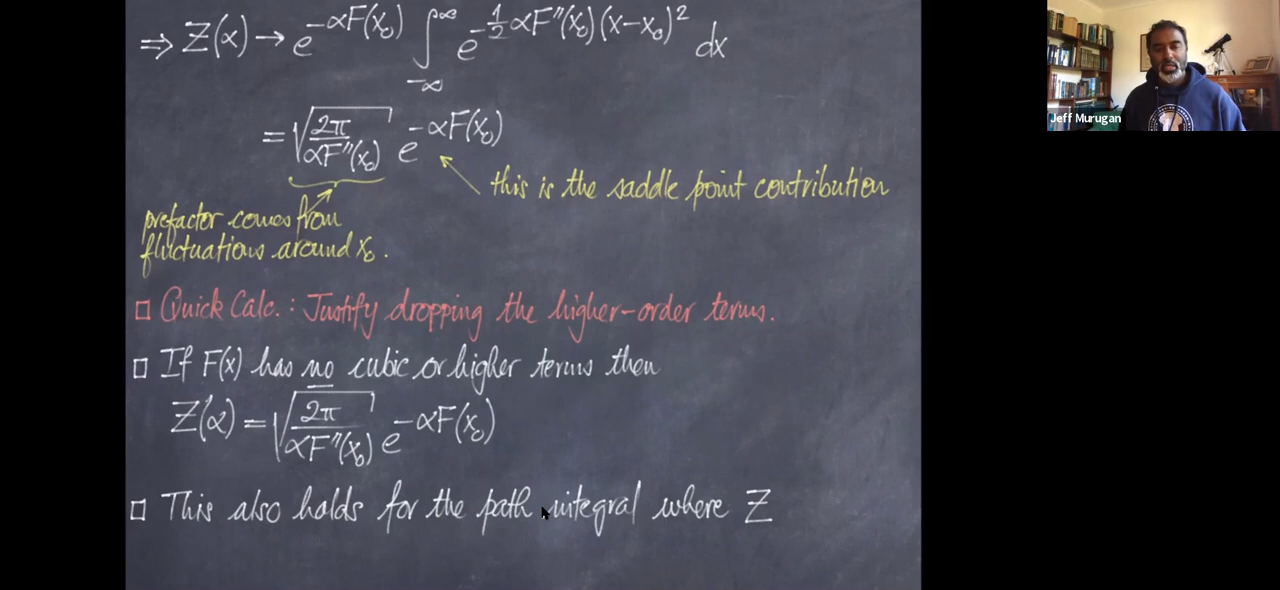 ⇒ Z(α) → e^{-αF(x₀)} ∫_{-∞}^{∞} e^{-½αF″(x₀)(x-x₀)²} dx
= √(2π/αF″(x₀)) e^{-αF(x₀)}
this is the saddle point contribution
prefactor comes from
fluctuations around x₀.
□ Quick Calc.: Justify dropping the higher-order terms.
□ If F(x) has no cubic or higher terms then
Z(α) = √(2π/αF″(x₀)) e^{-αF(x₀)}
□ This also holds for the path integral where Z
Jeff Murugan